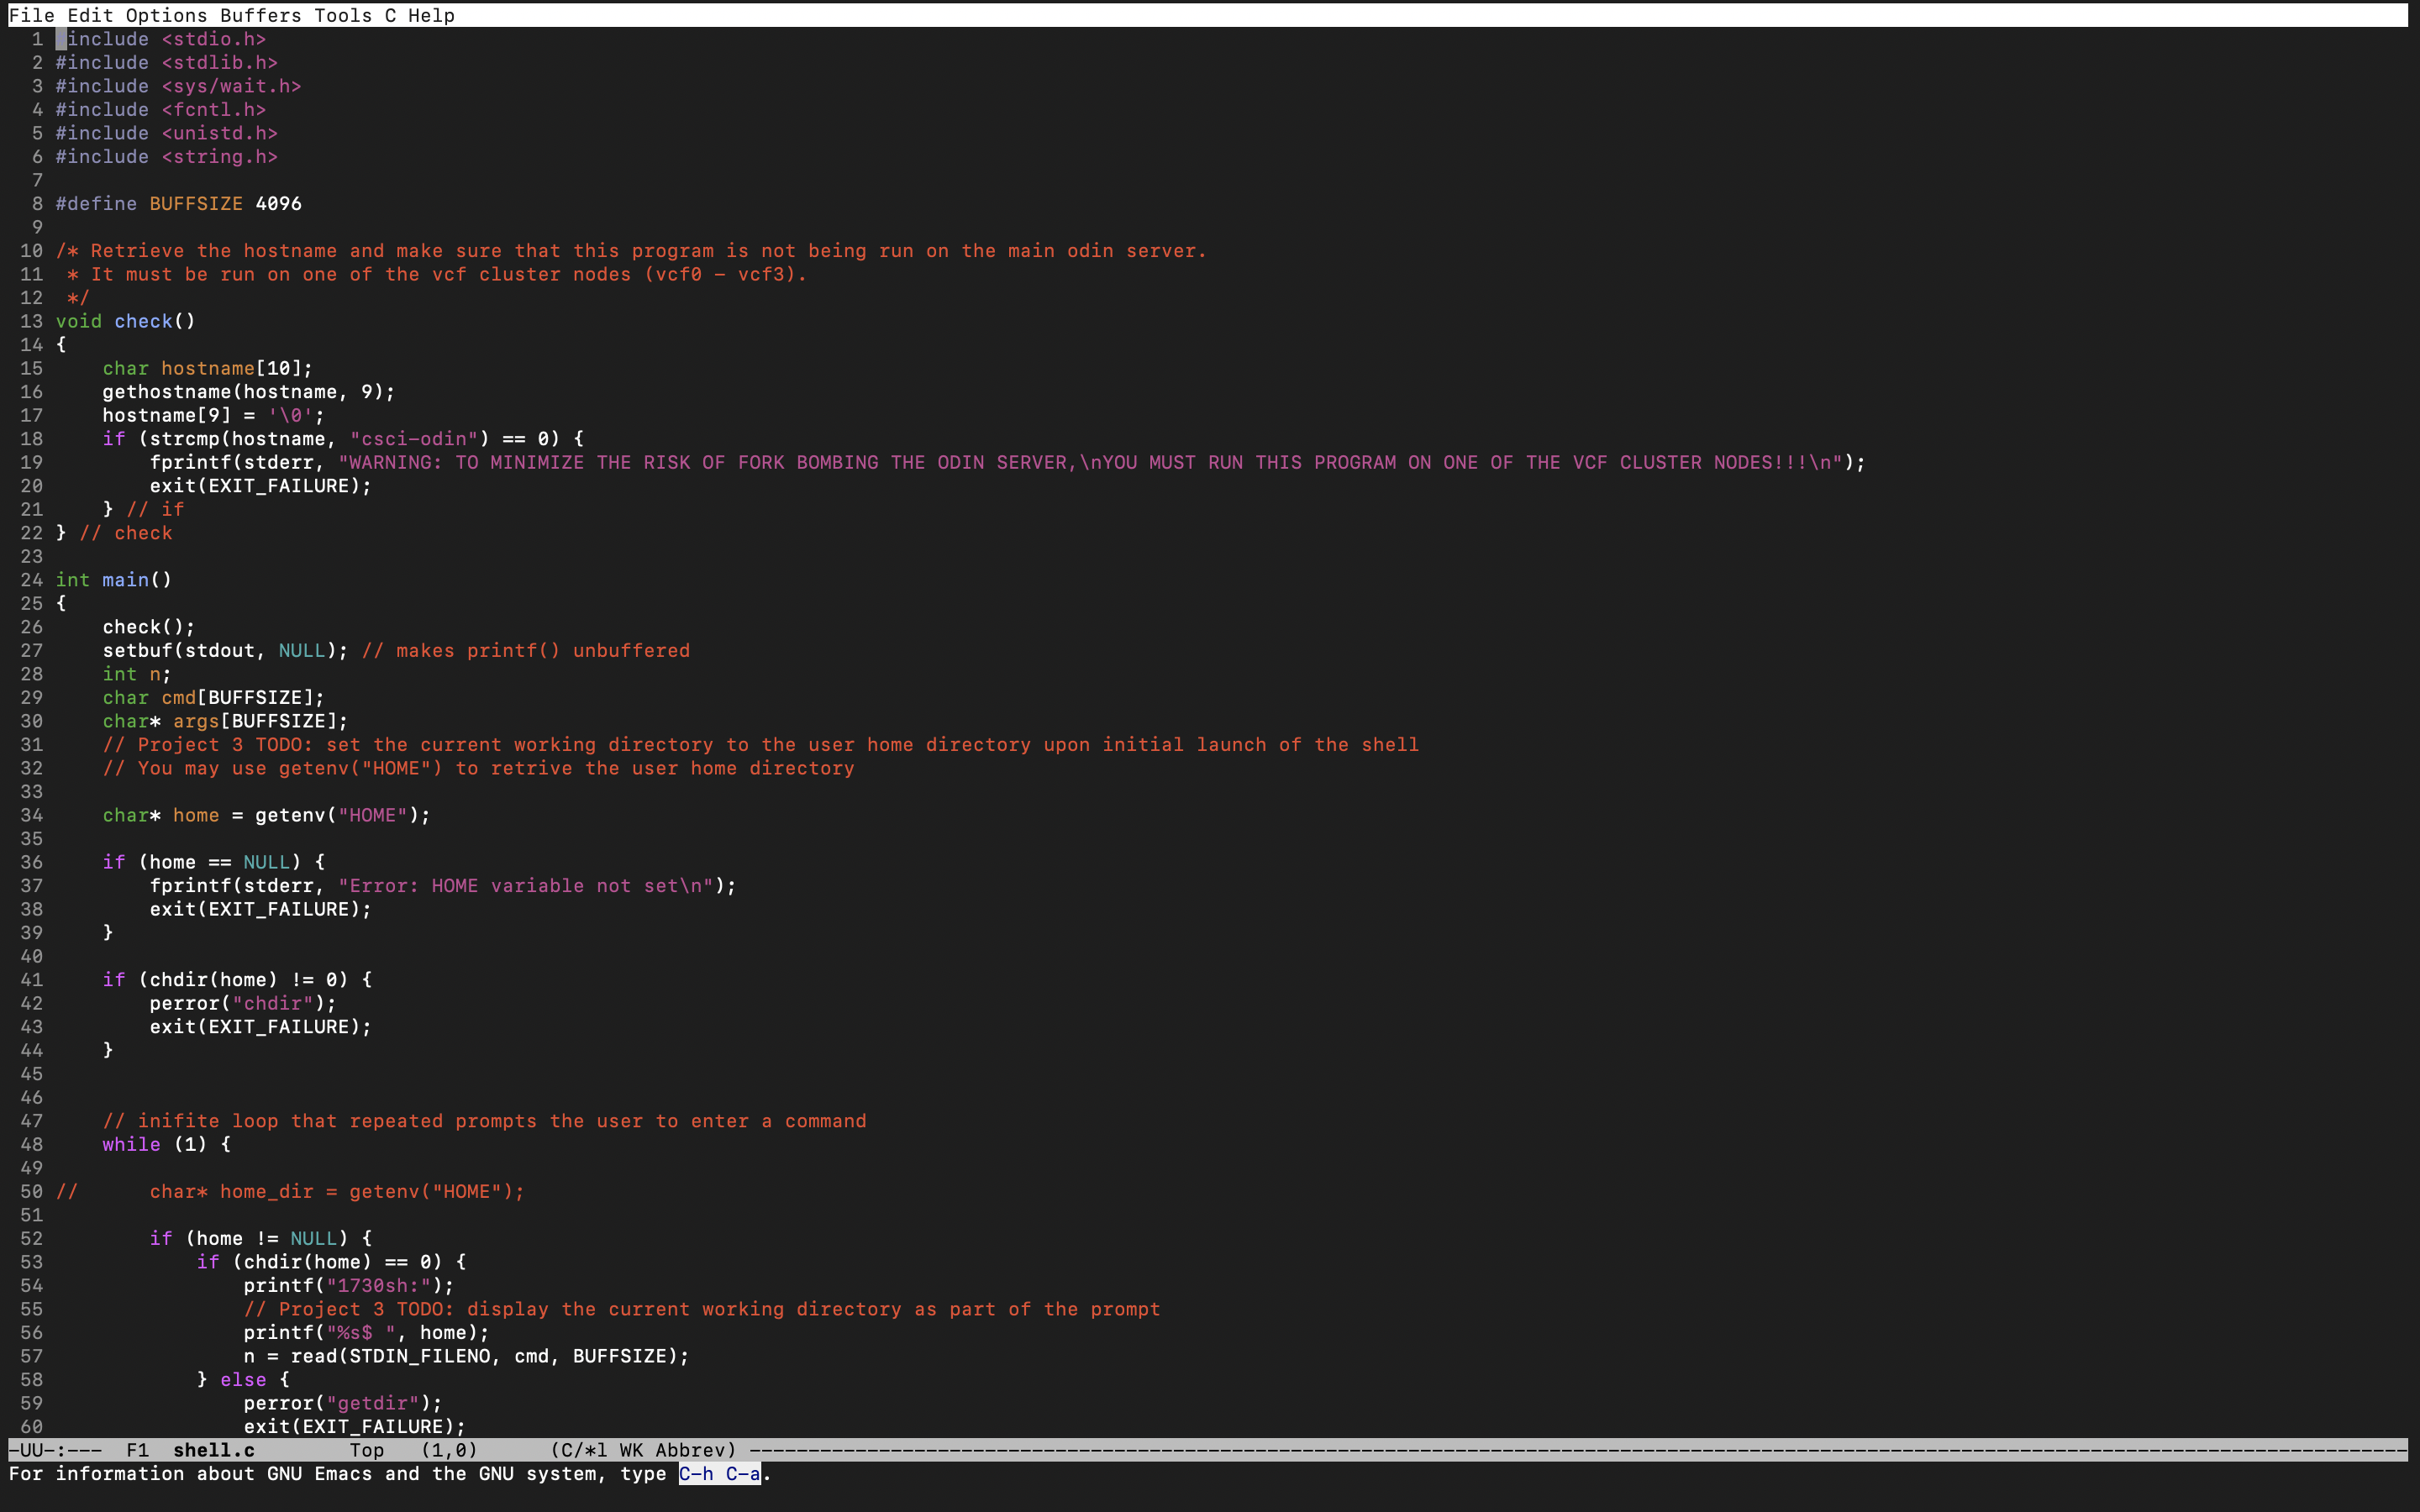 File Edit Options Buffers Tools C Help
1 #include <stdio.h>
2 #include <stdlib.h>
3 #include <sys/wait.h>
4 #include <fcntl.h>
5 #include <unistd.h>
6 #include <string.h>
7
8 #define BUFFSIZE 4096
9
10 /* Retrieve the hostname and make sure that this program is not being run on the main odin server.
11  * It must be run on one of the vcf cluster nodes (vcf0 - vcf3).
12  */
13 void check()
14 {
15     char hostname[10];
16     gethostname(hostname, 9);
17     hostname[9] = '\0';
18     if (strcmp(hostname, "csci-odin") == 0) {
19         fprintf(stderr, "WARNING: TO MINIMIZE THE RISK OF FORK BOMBING THE ODIN SERVER,\nYOU MUST RUN THIS PROGRAM ON ONE OF THE VCF CLUSTER NODES!!!\n");
20         exit(EXIT_FAILURE);
21     } // if
22 } // check
23
24 int main()
25 {
26     check();
27     setbuf(stdout, NULL); // makes printf() unbuffered
28     int n;
29     char cmd[BUFFSIZE];
30     char* args[BUFFSIZE];
31     // Project 3 TODO: set the current working directory to the user home directory upon initial launch of the shell
32     // You may use getenv("HOME") to retrive the user home directory
33
34     char* home = getenv("HOME");
35
36     if (home == NULL) {
37         fprintf(stderr, "Error: HOME variable not set\n");
38         exit(EXIT_FAILURE);
39     }
40
41     if (chdir(home) != 0) {
42         perror("chdir");
43         exit(EXIT_FAILURE);
44     }
45
46
47     // inifite loop that repeated prompts the user to enter a command
48     while (1) {
49
50 //      char* home_dir = getenv("HOME");
51
52         if (home != NULL) {
53             if (chdir(home) == 0) {
54                 printf("1730sh:");
55                 // Project 3 TODO: display the current working directory as part of the prompt
56                 printf("%s$ ", home);
57                 n = read(STDIN_FILENO, cmd, BUFFSIZE);
58             } else {
59                 perror("getdir");
60                 exit(EXIT_FAILURE);
-UU-:---  F1  shell.c        Top   (1,0)      (C/*l WK Abbrev) ----------------------------------------
For information about GNU Emacs and the GNU system, type C-h C-a.